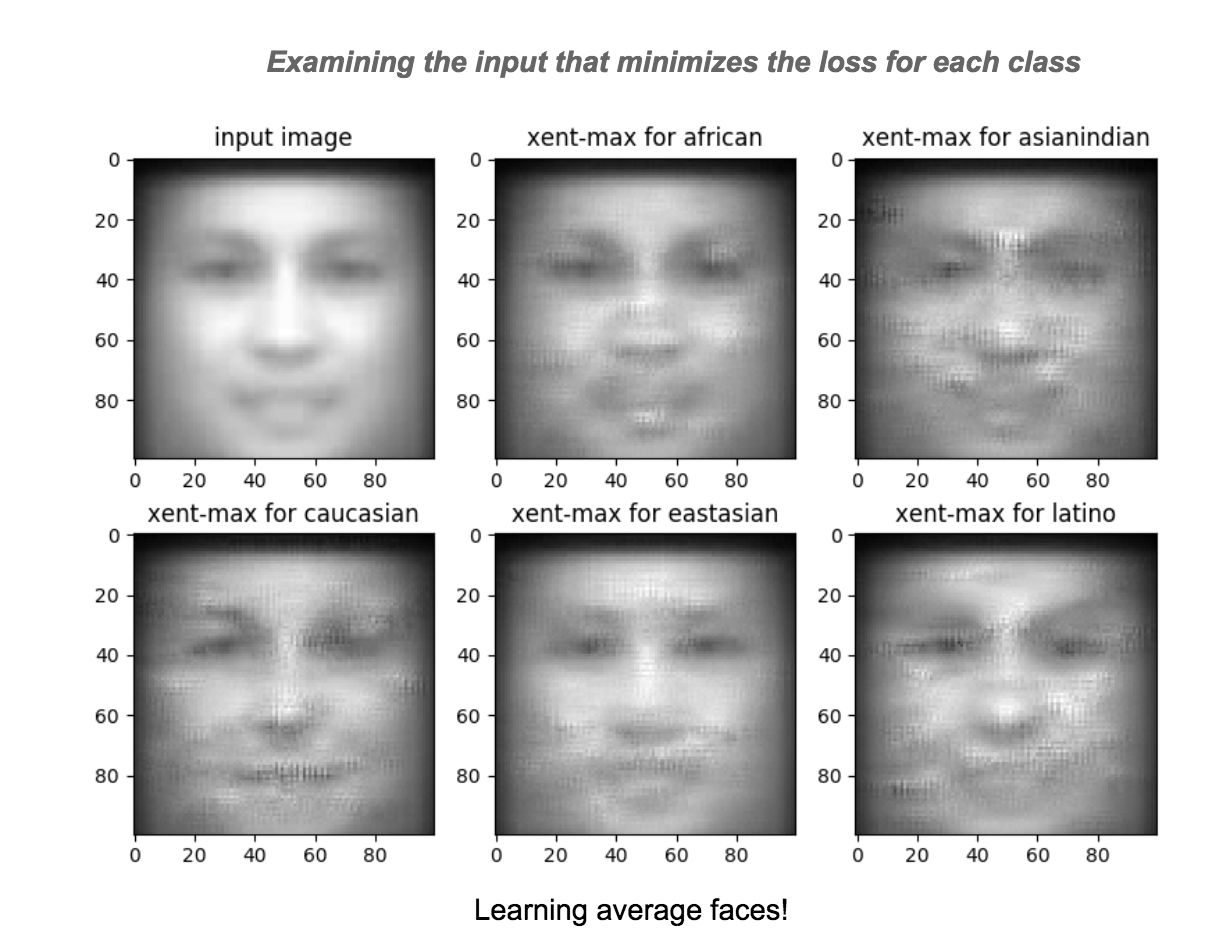 Examining the input that minimizes the loss for each class
input image
xent-max for african
xent-max for asianindian
0
20
40
60
80
0 20 40 60 80
0
20
40
60
80
0 20 40 60 80
0
20
40
60
80
0 20 40 60 80
xent-max for caucasian
xent-max for eastasian
xent-max for latino
0
20
40
60
80
0 20 40 60 80
0
20
40
60
80
0 20 40 60 80
0
20
40
60
80
0 20 40 60 80
Learning average faces!